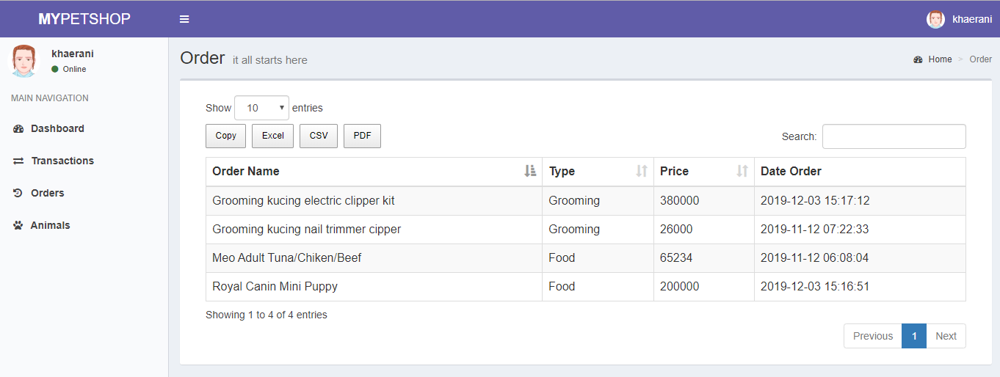 MYPETSHOP
khaerani
khaerani
Online
MAIN NAVIGATION
Dashboard
Transactions
Orders
Animals
Order it all starts here
Home > Order
Show 10 entries
Copy Excel CSV PDF
Search:
Order Name Type Price Date Order
Grooming kucing electric clipper kit Grooming 380000 2019-12-03 15:17:12
Grooming kucing nail trimmer cipper Grooming 26000 2019-11-12 07:22:33
Meo Adult Tuna/Chiken/Beef Food 65234 2019-11-12 06:08:04
Royal Canin Mini Puppy Food 200000 2019-12-03 15:16:51
Showing 1 to 4 of 4 entries
Previous 1 Next